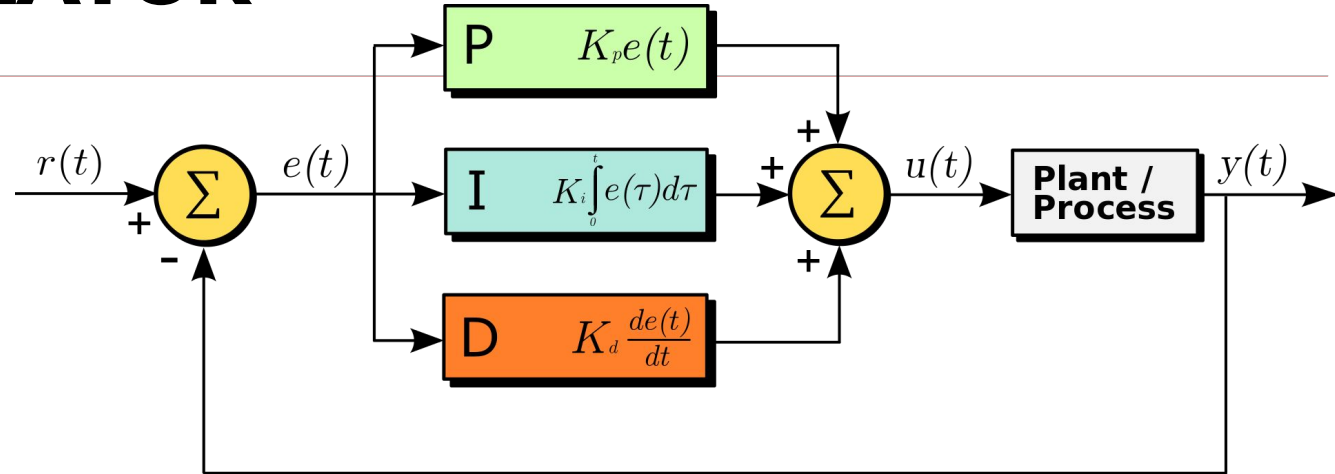 P K_p e(t)
r(t) e(t) I K_i ∫_0^t e(τ)dτ + + Σ u(t) Plant / Process y(t)
+ Σ
-
D K_d de(t)/dt +